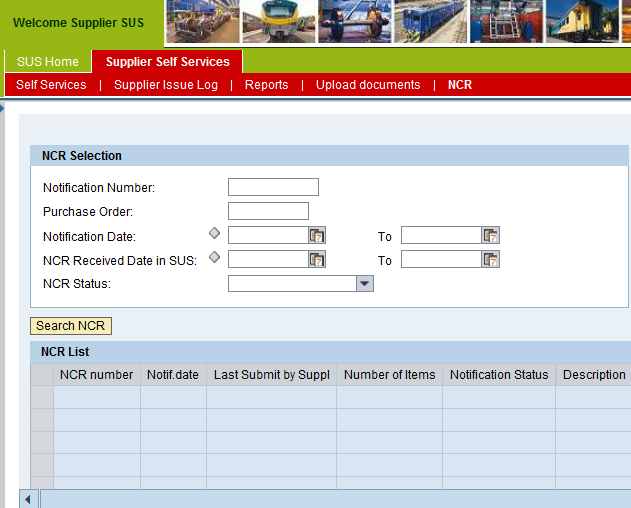 Welcome Supplier SUS
SUS Home Supplier Self Services
Self Services | Supplier Issue Log | Reports | Upload documents | NCR
NCR Selection
Notification Number:
Purchase Order:
Notification Date: To
NCR Received Date in SUS: To
NCR Status:
Search NCR
NCR List
NCR number Notif.date Last Submit by Suppl Number of Items Notification Status Description